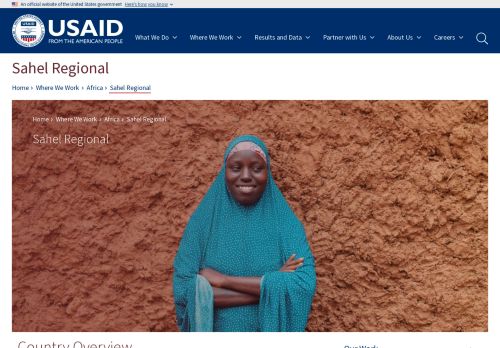 An official website of the United States government Here's how you know
USAID
FROM THE AMERICAN PEOPLE
What We Do Where We Work Results and Data Partner with Us About Us Careers
Sahel Regional
Home › Where We Work › Africa › Sahel Regional
Home › Where We Work › Africa › Sahel Regional
Sahel Regional
Country Overview
Our Work